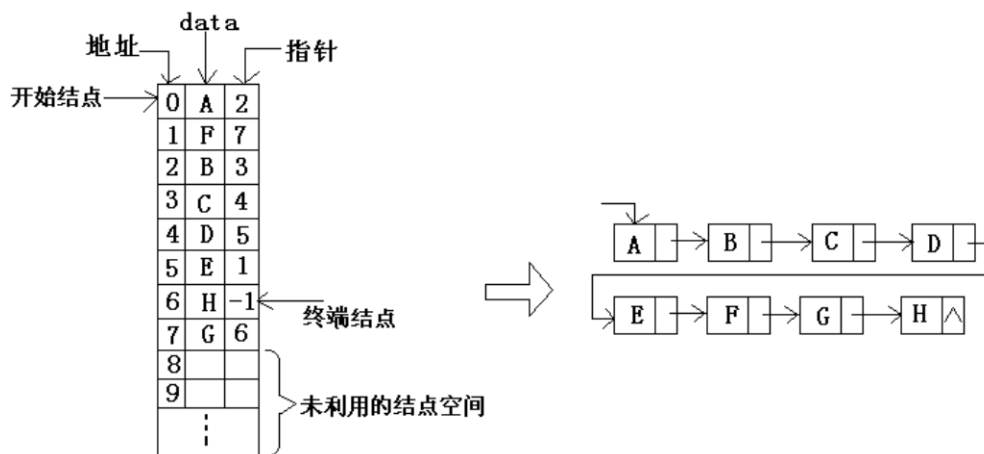 data
地址
指针
开始结点
0 A 2
1 F 7
2 B 3
3 C 4
4 D 5
5 E 1
6 H -1
终端结点
7 G 6
8
9
未利用的结点空间
A B C D
E F G H ∧